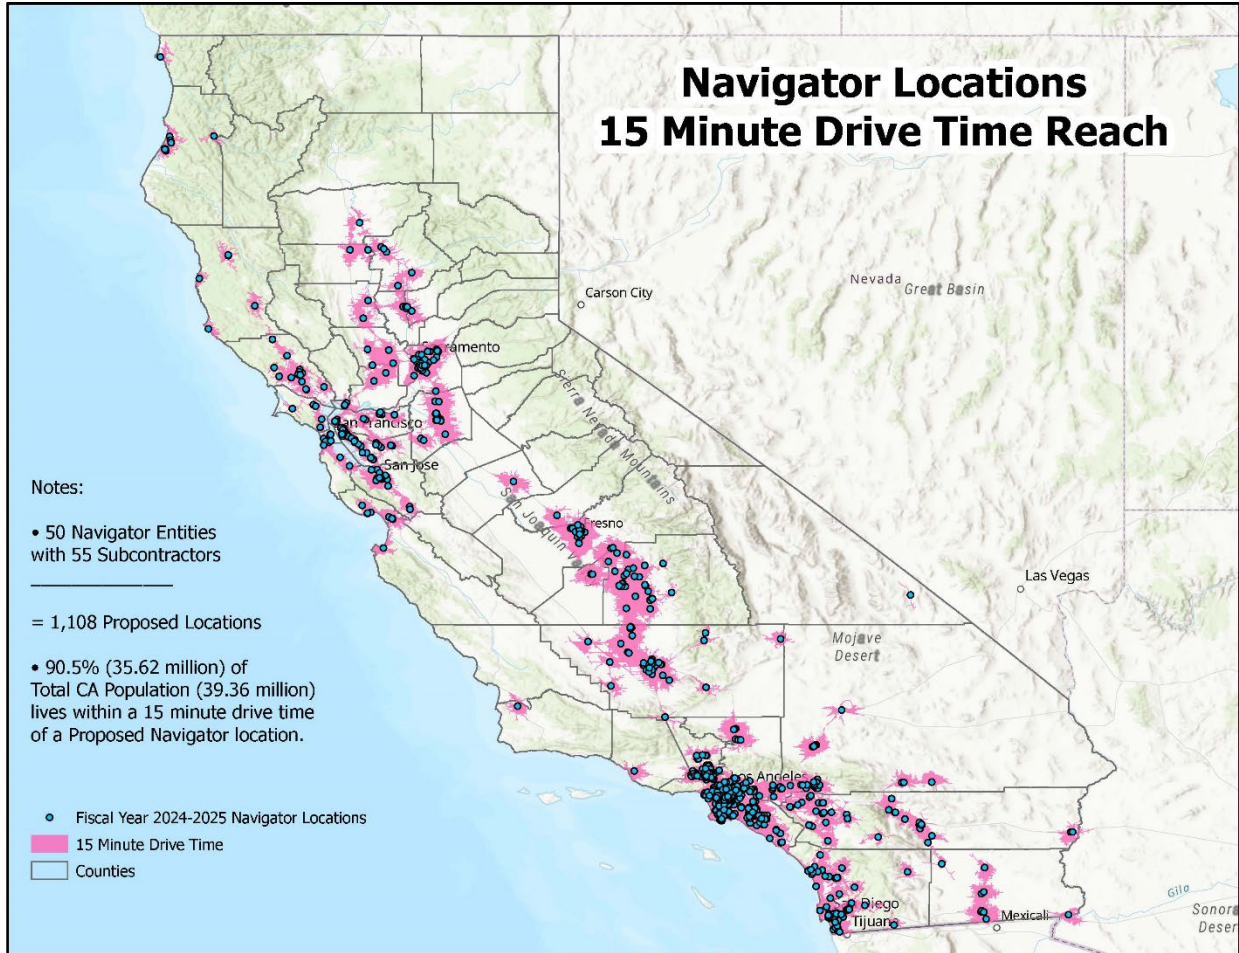 Navigator Locations
15 Minute Drive Time Reach
Nevada
Great Basin
Carson City
Sacramento
San Francisco
San Jose
Sierra Nevada Mountains
San Joaquin
Fresno
Las Vegas
Mojave
Desert
Los Angeles
San Diego
Tijuana
Mexicali
Gila
Notes:
• 50 Navigator Entities
with 55 Subcontractors
= 1,108 Proposed Locations
• 90.5% (35.62 million) of
Total CA Population (39.36 million)
lives within a 15 minute drive time
of a Proposed Navigator location.
Fiscal Year 2024-2025 Navigator Locations
15 Minute Drive Time
Counties